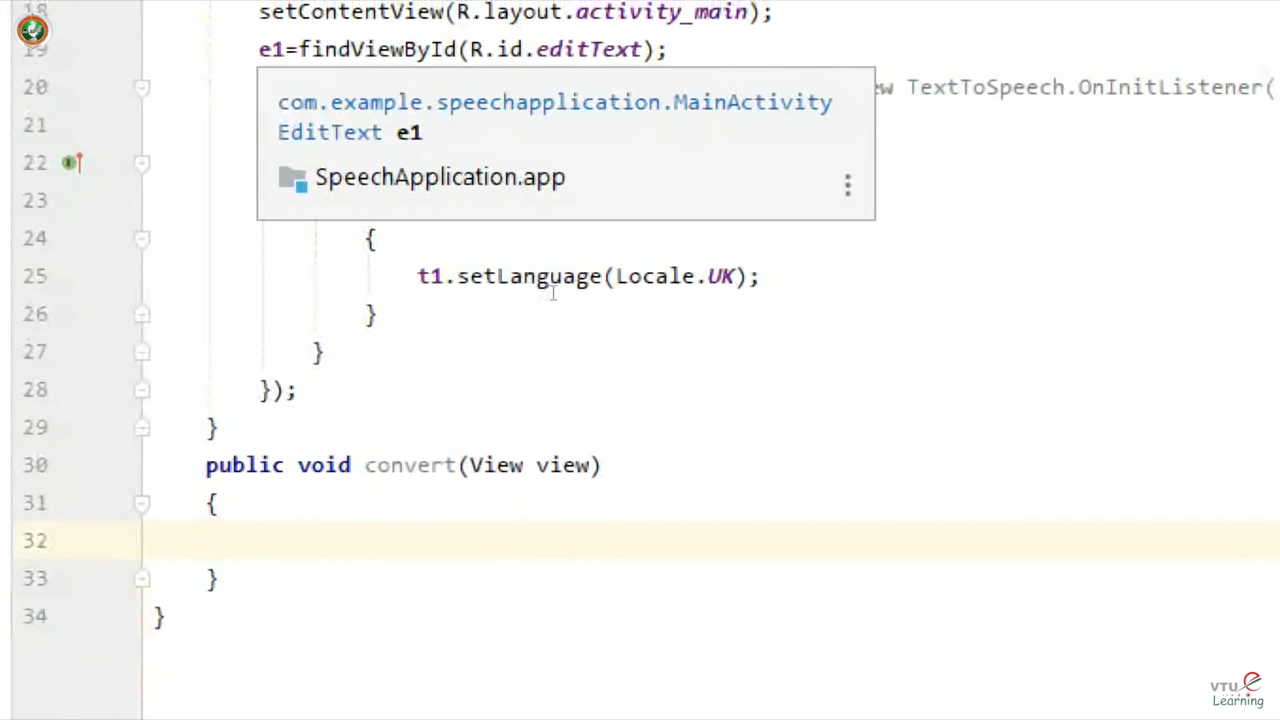 18 setContentView(R.layout.activity_main);
19 e1=findViewById(R.id.editText);
20 ew TextToSpeech.OnInitListener(
com.example.speechapplication.MainActivity
EditText e1
SpeechApplication.app
21
22
23
24 {
25 t1.setLanguage(Locale.UK);
26 }
27 }
28 });
29 }
30 public void convert(View view)
31 {
32
33 }
34 }
VTU e
Learning